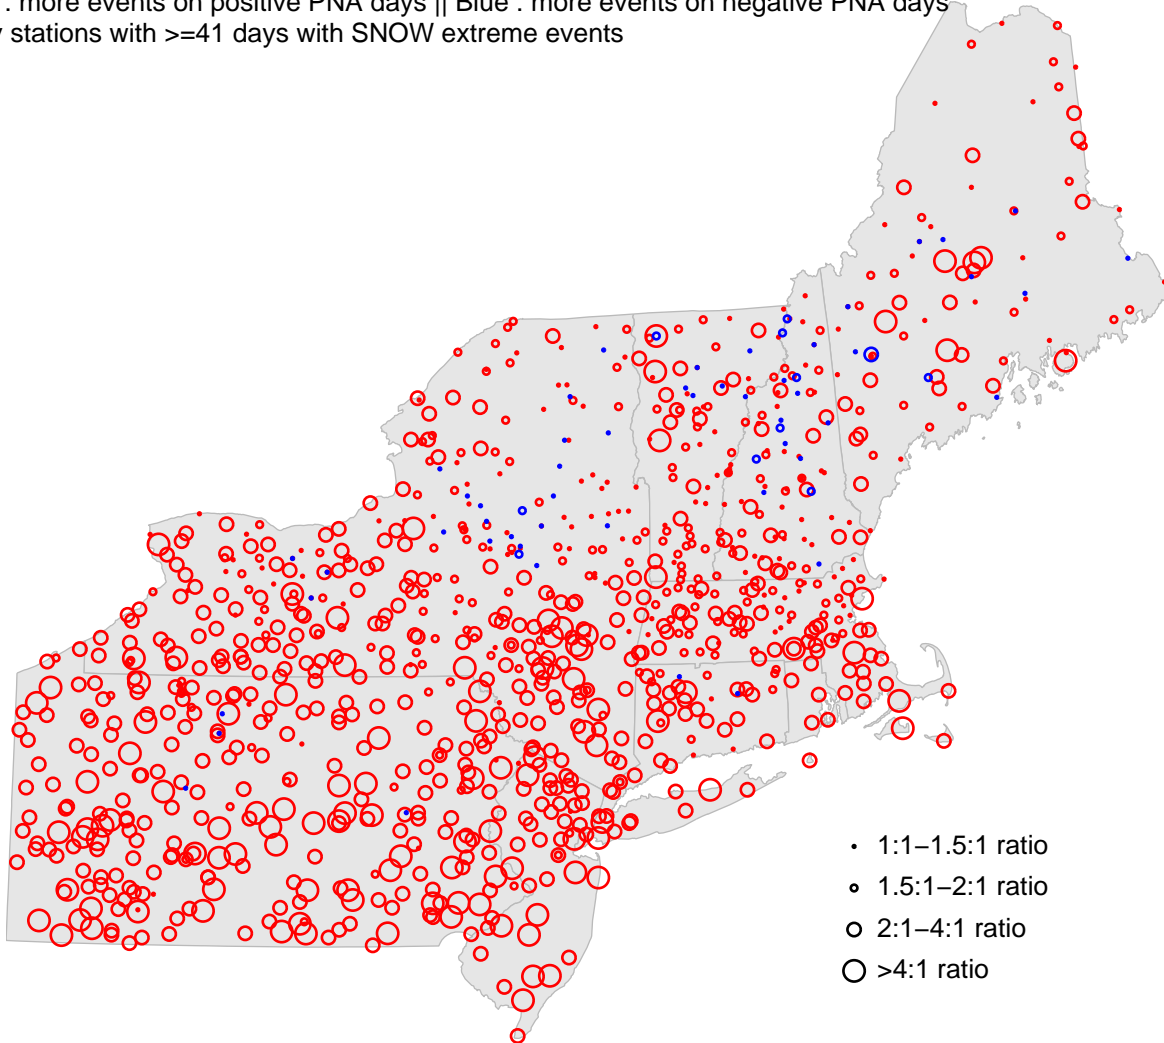 : more events on positive PNA days || Blue : more events on negative PNA days
stations with >=41 days with SNOW extreme events
1:1–1.5:1 ratio
1.5:1–2:1 ratio
2:1–4:1 ratio
>4:1 ratio